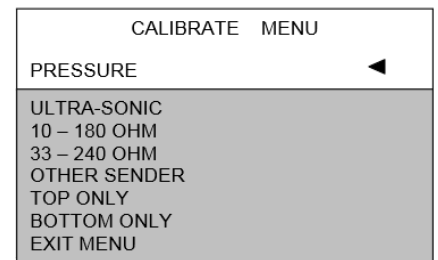 CALIBRATE MENU
PRESSURE
ULTRA-SONIC
10 – 180 OHM
33 – 240 OHM
OTHER SENDER
TOP ONLY
BOTTOM ONLY
EXIT MENU